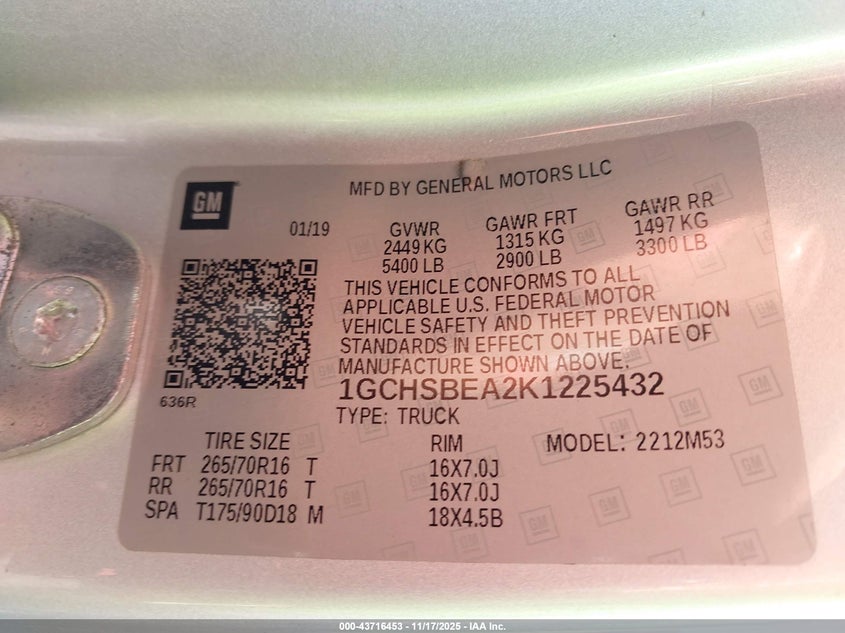 GM
MFD BY GENERAL MOTORS LLC
01/19
GVWR
2449 KG
5400 LB
GAWR FRT
1315 KG
2900 LB
GAWR RR
1497 KG
3300 LB
THIS VEHICLE CONFORMS TO ALL
APPLICABLE U.S. FEDERAL MOTOR
VEHICLE SAFETY AND THEFT PREVENTION
STANDARDS IN EFFECT ON THE DATE OF
MANUFACTURE SHOWN ABOVE.
1GCHSBEA2K1225432
TYPE: TRUCK
636R
TIRE SIZE RIM MODEL: 2212M53
FRT 265/70R16 T 16X7.0J
RR 265/70R16 T 16X7.0J
SPA T175/90D18 M 18X4.5B
000-43716453 - 11/17/2025 - IAA Inc.